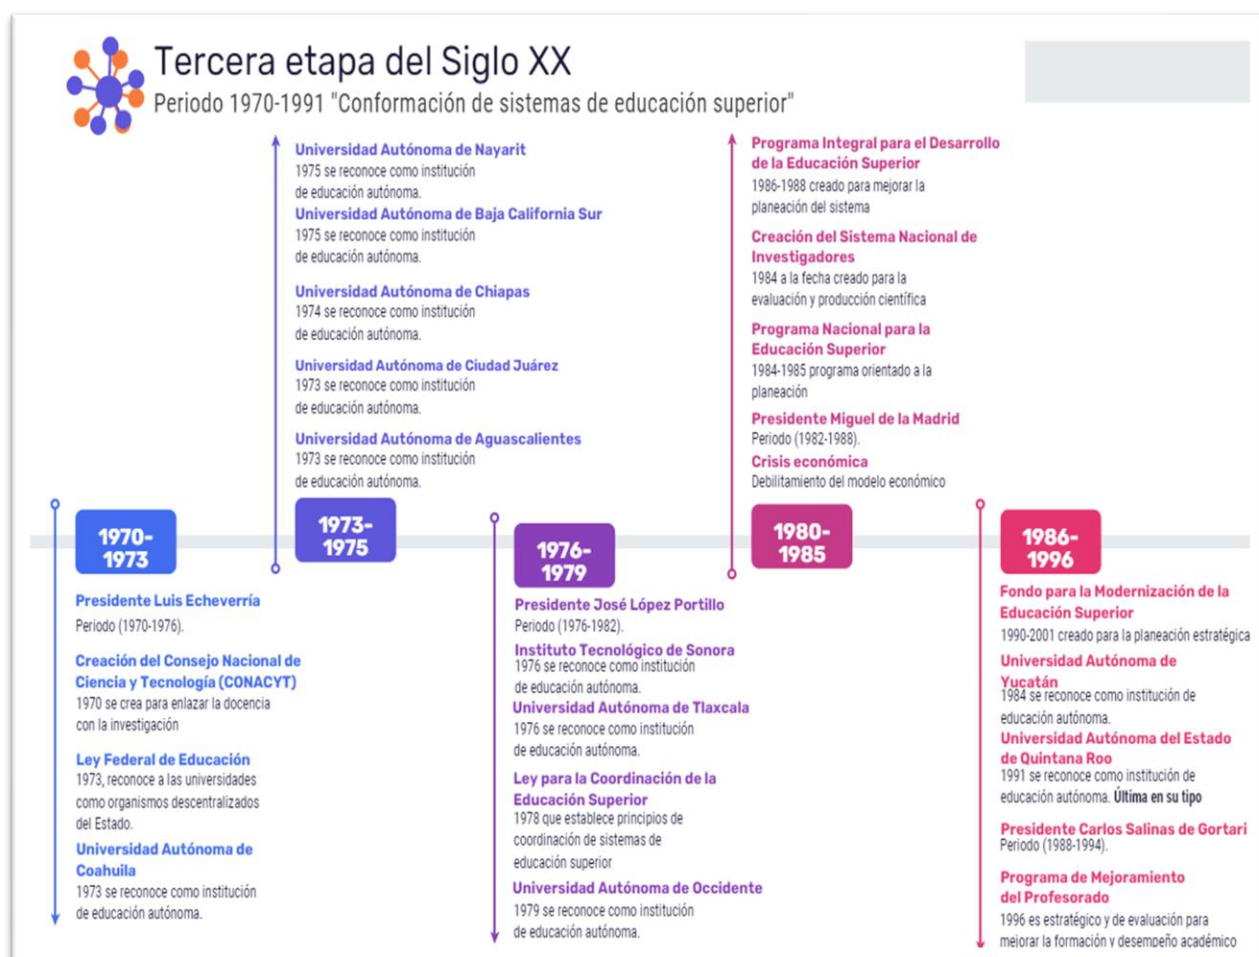 Tercera etapa del Siglo XX
Periodo 1970-1991 "Conformación de sistemas de educación superior"
1970-
1973
Presidente Luis Echeverría
Periodo (1970-1976).
Creación del Consejo Nacional de
Ciencia y Tecnología (CONACYT)
1970 se crea para enlazar la docencia
con la investigación
Ley Federal de Educación
1973, reconoce a las universidades
como organismos descentralizados
del Estado.
Universidad Autónoma de
Coahuila
1973 se reconoce como institución
de educación autónoma.
Universidad Autónoma de Nayarit
1975 se reconoce como institución
de educación autónoma.
Universidad Autónoma de Baja California Sur
1975 se reconoce como institución
de educación autónoma.
Universidad Autónoma de Chiapas
1974 se reconoce como institución
de educación autónoma.
Universidad Autónoma de Ciudad Juárez
1973 se reconoce como institución
de educación autónoma.
Universidad Autónoma de Aguascalientes
1973 se reconoce como institución
de educación autónoma.
1973-
1975
1976-
1979
Presidente José López Portillo
Periodo (1976-1982).
Instituto Tecnológico de Sonora
1976 se reconoce como institución
de educación autónoma.
Universidad Autónoma de Tlaxcala
1976 se reconoce como institución
de educación autónoma.
Ley para la Coordinación de la
Educación Superior
1978 que establece principios de
coordinación de sistemas de
educación superior
Universidad Autónoma de Occidente
1979 se reconoce como institución
de educación autónoma.
Programa Integral para el Desarrollo
de la Educación Superior
1986-1988 creado para mejorar la
planeación del sistema
Creación del Sistema Nacional de
Investigadores
1984 a la fecha creado para la
evaluación y producción científica
Programa Nacional para la
Educación Superior
1984-1985 programa orientado a la
planeación
Presidente Miguel de la Madrid
Periodo (1982-1988).
Crisis económica
Debilitamiento del modelo económico
1980-
1985
1986-
1996
Fondo para la Modernización de la
Educación Superior
1990-2001 creado para la planeación estratégica
Universidad Autónoma de
Yucatán
1984 se reconoce como institución de
educación autónoma.
Universidad Autónoma del Estado
de Quintana Roo
1991 se reconoce como institución de
educación autónoma. Última en su tipo
Presidente Carlos Salinas de Gortari
Periodo (1988-1994).
Programa de Mejoramiento
del Profesorado
1996 es estratégico y de evaluación para
mejorar la formación y desempeño académico